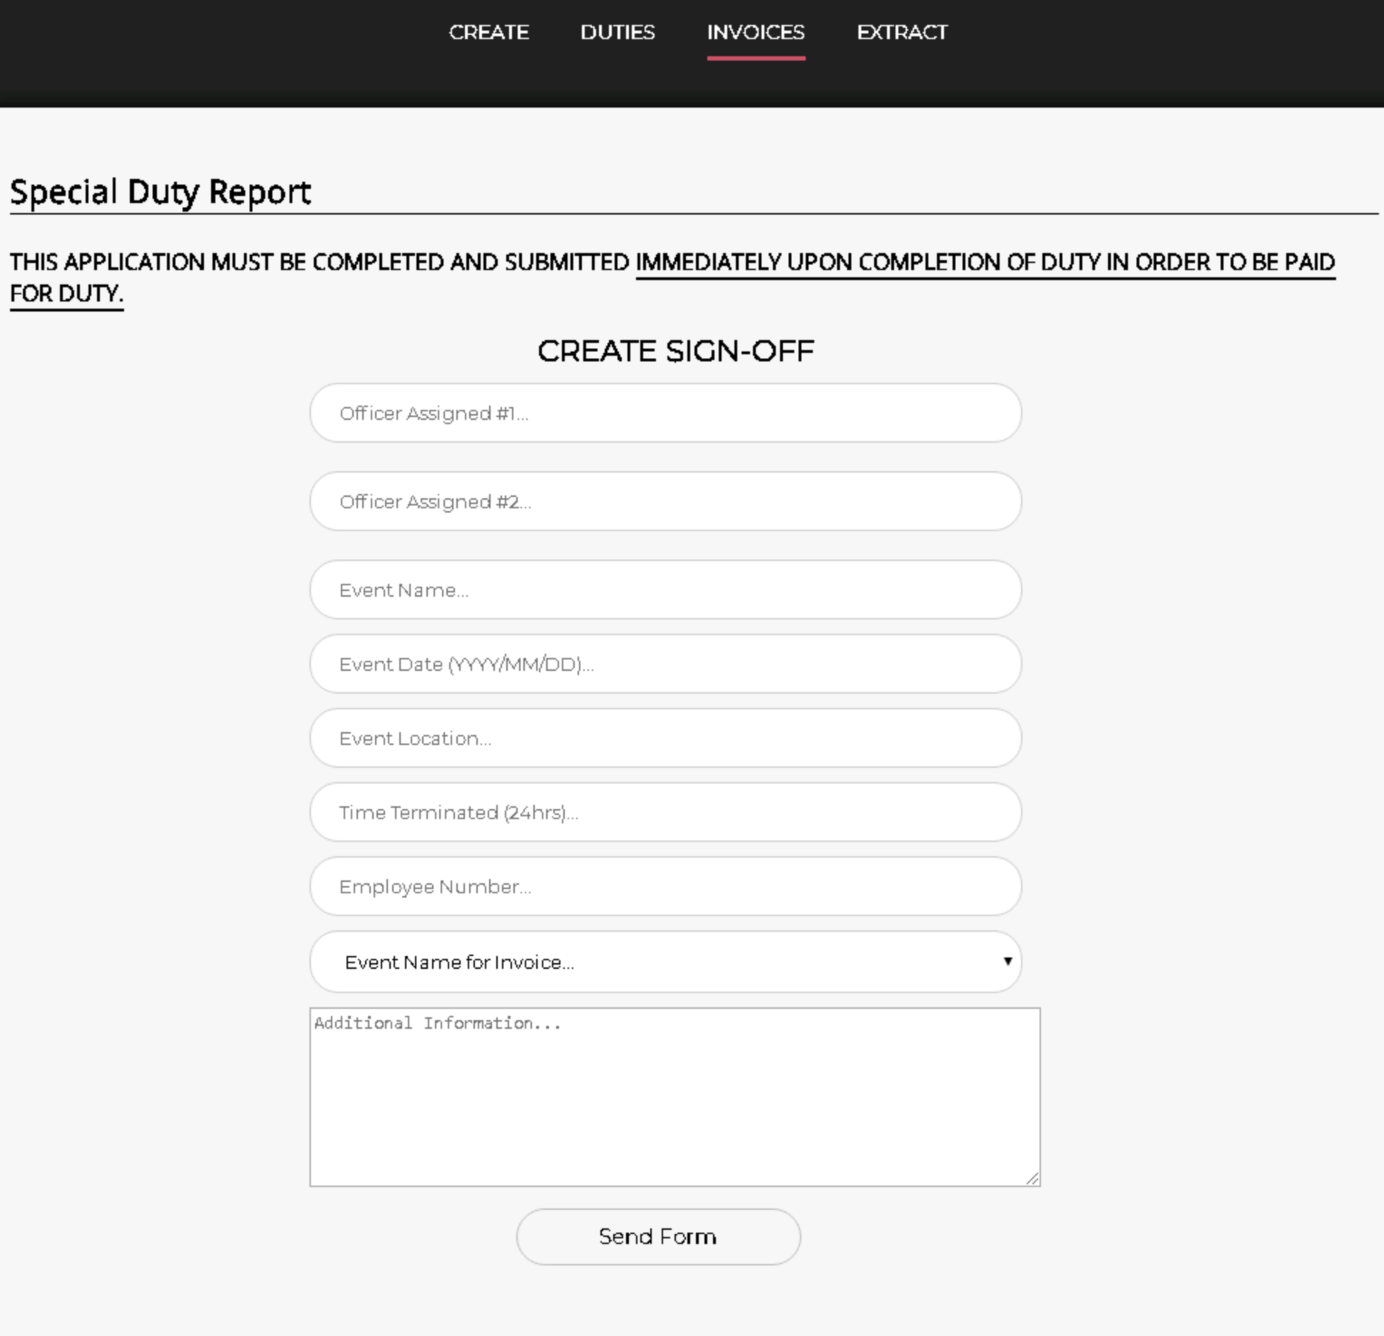 CREATE DUTIES INVOICES EXTRACT
Special Duty Report
THIS APPLICATION MUST BE COMPLETED AND SUBMITTED IMMEDIATELY UPON COMPLETION OF DUTY IN ORDER TO BE PAID
FOR DUTY.
CREATE SIGN-OFF
Officer Assigned #1...
Officer Assigned #2...
Event Name...
Event Date (YYYY/MM/DD)...
Event Location...
Time Terminated (24hrs)...
Employee Number...
Event Name for Invoice...
Additional Information...
Send Form